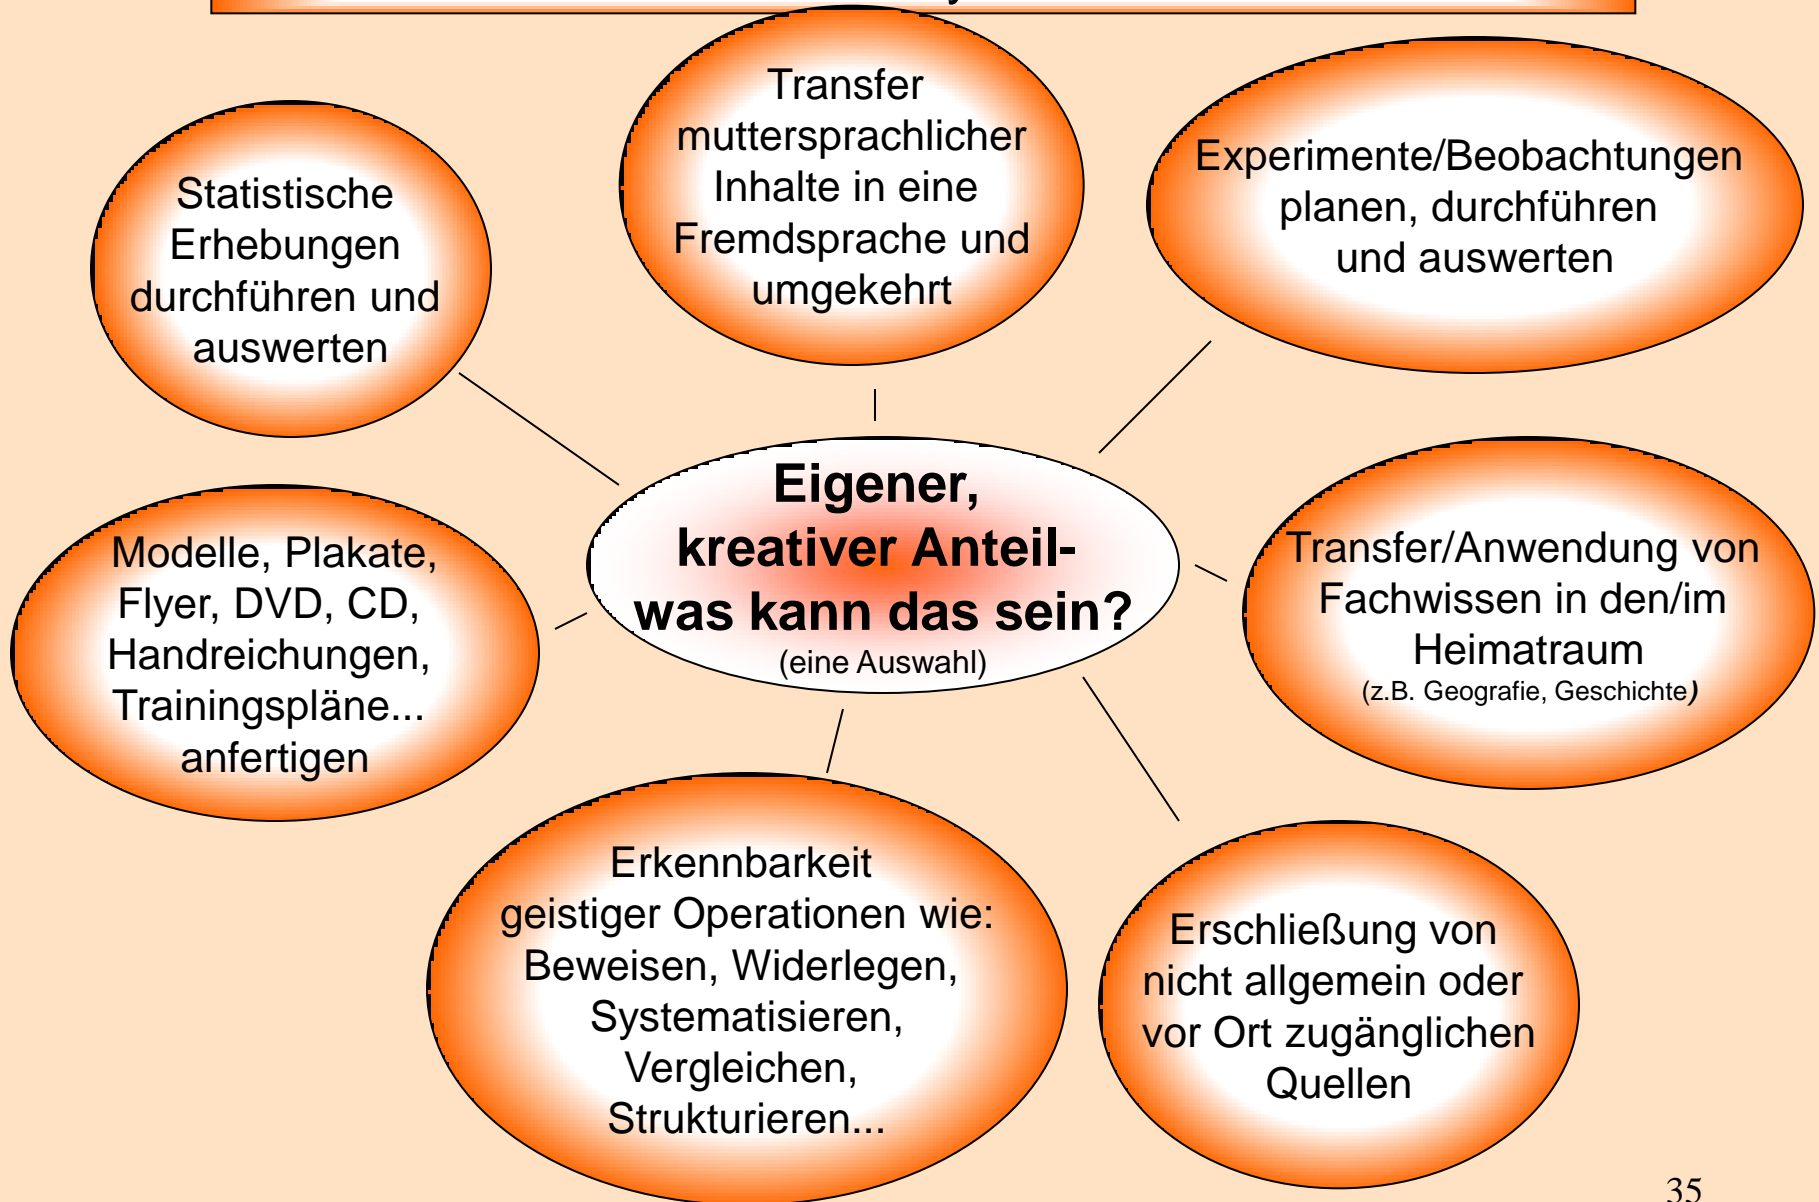 Transfer
muttersprachlicher
Inhalte in eine
Fremdsprache und
umgekehrt
Experimente/Beobachtungen
planen, durchführen
und auswerten
Statistische
Erhebungen
durchführen und
auswerten
Eigener,
kreativer Anteil-
was kann das sein?
(eine Auswahl)
Modelle, Plakate,
Flyer, DVD, CD,
Handreichungen,
Trainingspläne...
anfertigen
Transfer/Anwendung von
Fachwissen in den/im
Heimatraum
(z.B. Geografie, Geschichte)
Erkennbarkeit
geistiger Operationen wie:
Beweisen, Widerlegen,
Systematisieren,
Vergleichen,
Strukturieren...
Erschließung von
nicht allgemein oder
vor Ort zugänglichen
Quellen
35